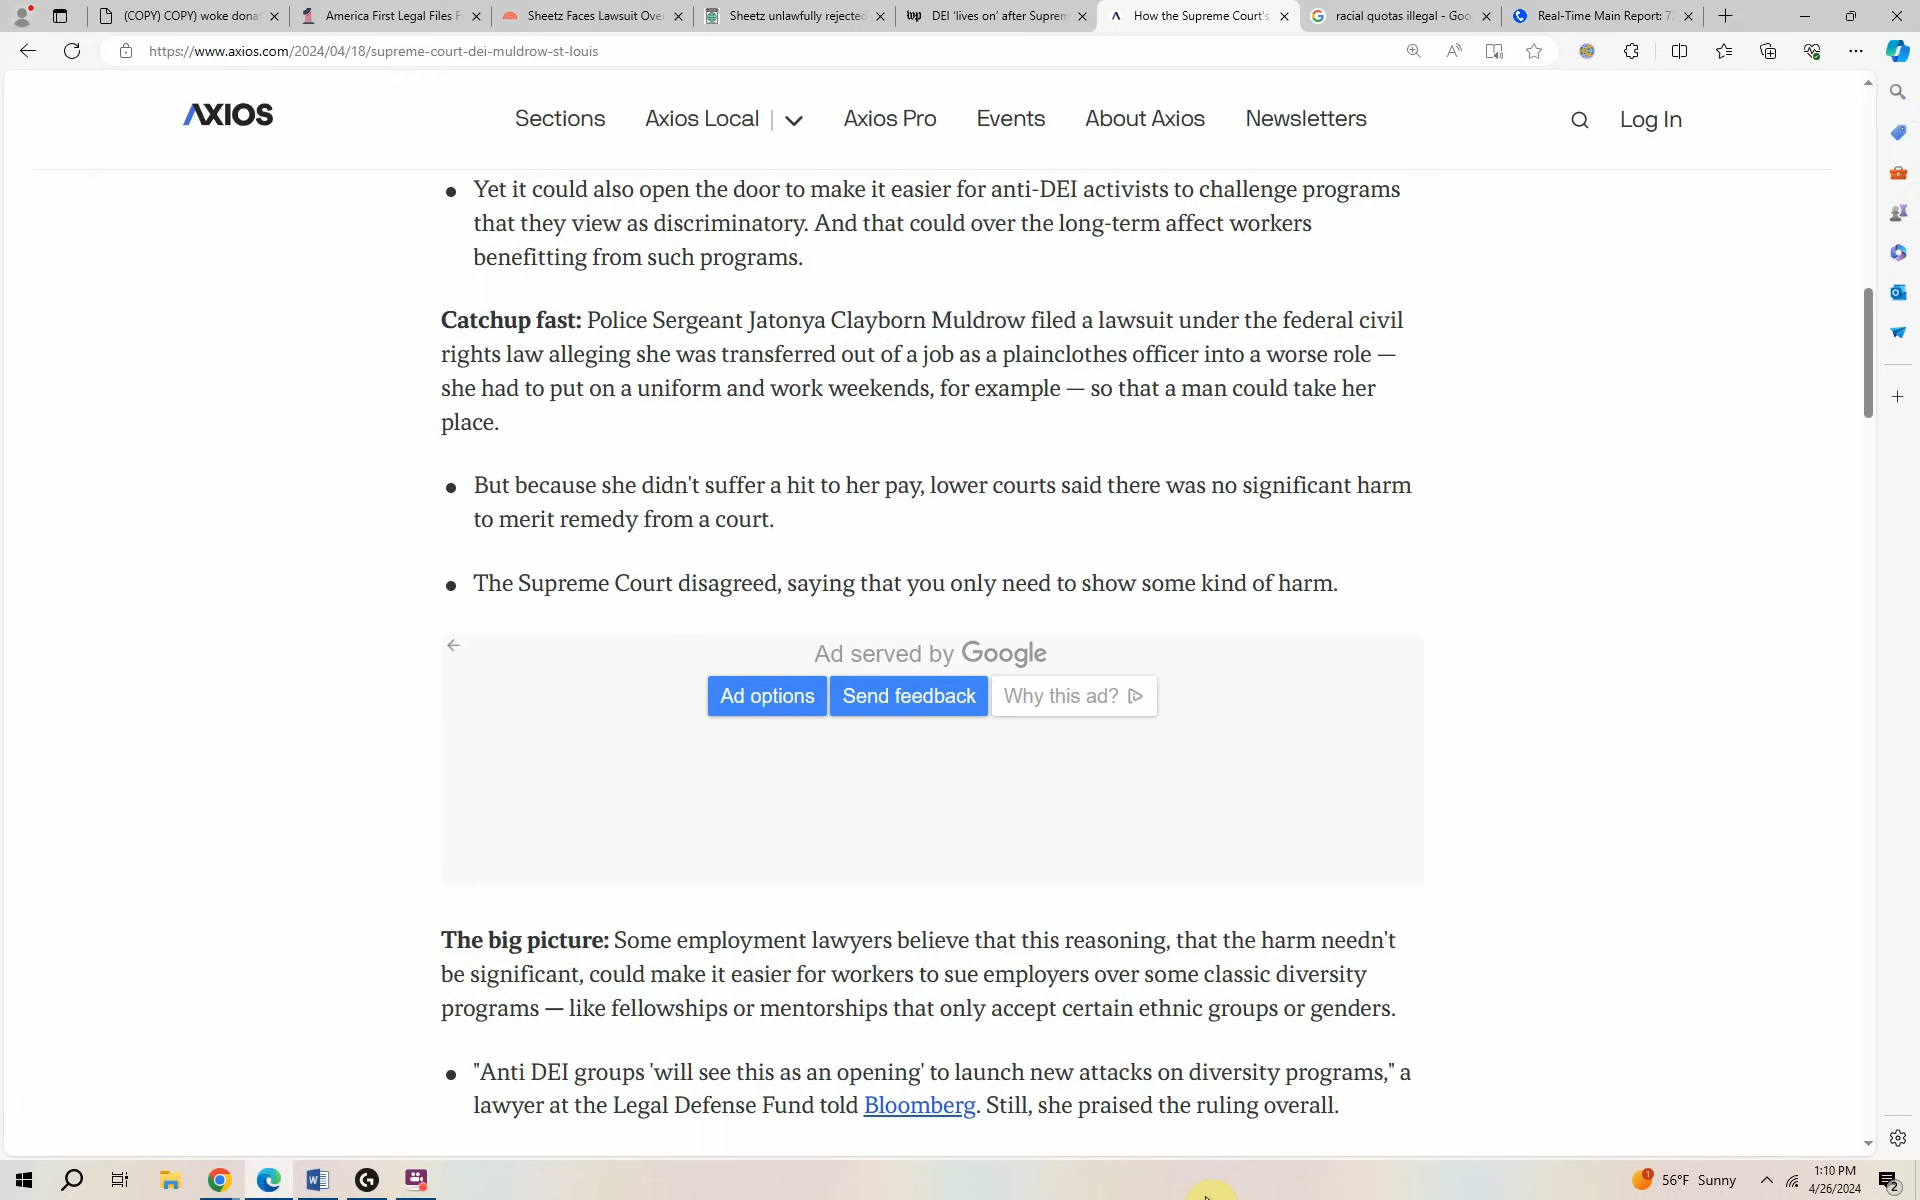 (COPY) COPY) woke dona
America First Legal Files F
Sheetz Faces Lawsuit Ove
Sheetz unlawfully rejected
wp DEI 'lives on' after Suprem
How the Supreme Court's
racial quotas illegal - Goo
Real-Time Main Report: 7
https://www.axios.com/2024/04/18/supreme-court-dei-muldrow-st-louis
AXIOS
Sections
Axios Local
Axios Pro
Events
About Axios
Newsletters
Log In
Yet it could also open the door to make it easier for anti-DEI activists to challenge programs
that they view as discriminatory. And that could over the long-term affect workers
benefitting from such programs.
Catchup fast: Police Sergeant Jatonya Clayborn Muldrow filed a lawsuit under the federal civil
rights law alleging she was transferred out of a job as a plainclothes officer into a worse role —
she had to put on a uniform and work weekends, for example — so that a man could take her
place.
But because she didn't suffer a hit to her pay, lower courts said there was no significant harm
to merit remedy from a court.
The Supreme Court disagreed, saying that you only need to show some kind of harm.
Ad served by Google
Ad options
Send feedback
Why this ad?
The big picture: Some employment lawyers believe that this reasoning, that the harm needn't
be significant, could make it easier for workers to sue employers over some classic diversity
programs — like fellowships or mentorships that only accept certain ethnic groups or genders.
"Anti DEI groups 'will see this as an opening' to launch new attacks on diversity programs," a
lawyer at the Legal Defense Fund told Bloomberg. Still, she praised the ruling overall.
1
56°F Sunny
1:10 PM
4/26/2024
2